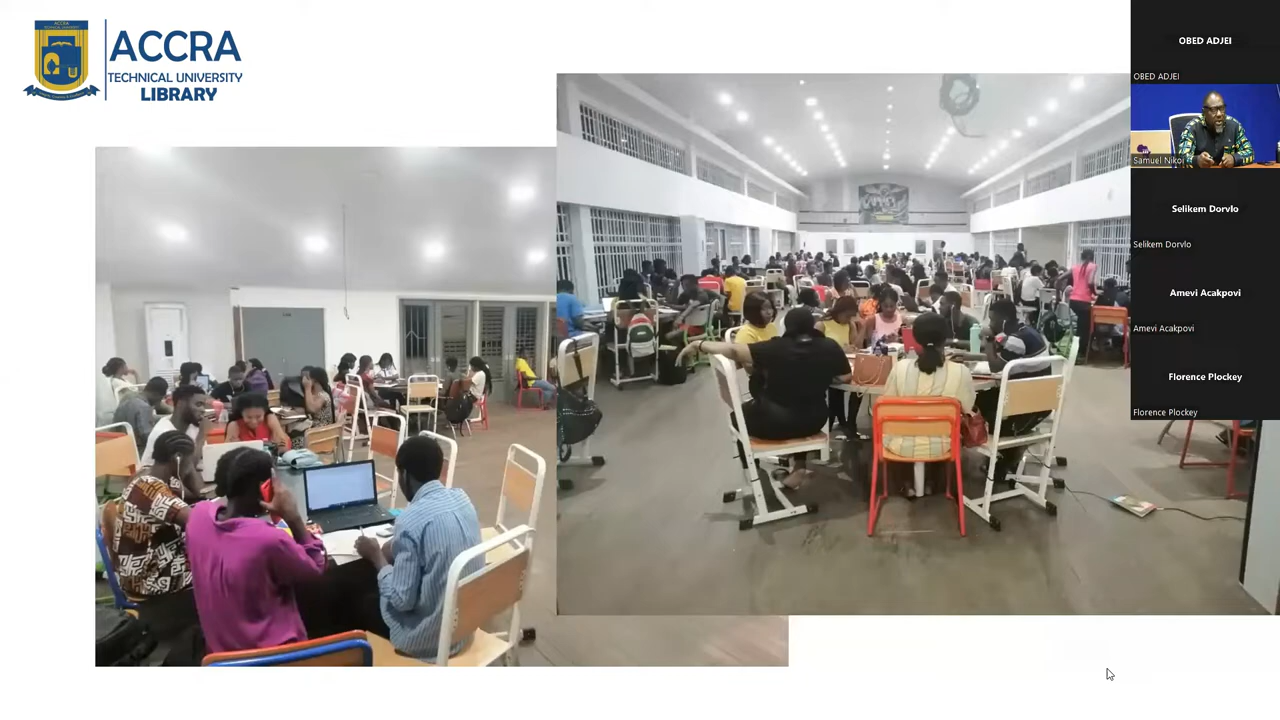 ACCRA
TECHNICAL UNIVERSITY
LIBRARY
OBED ADJEI
OBED ADJEI
Samuel Nikoi
Selikem Dorvlo
Selikem Dorvlo
Amevi Acakpovi
Amevi Acakpovi
Florence Plockey
Florence Plockey